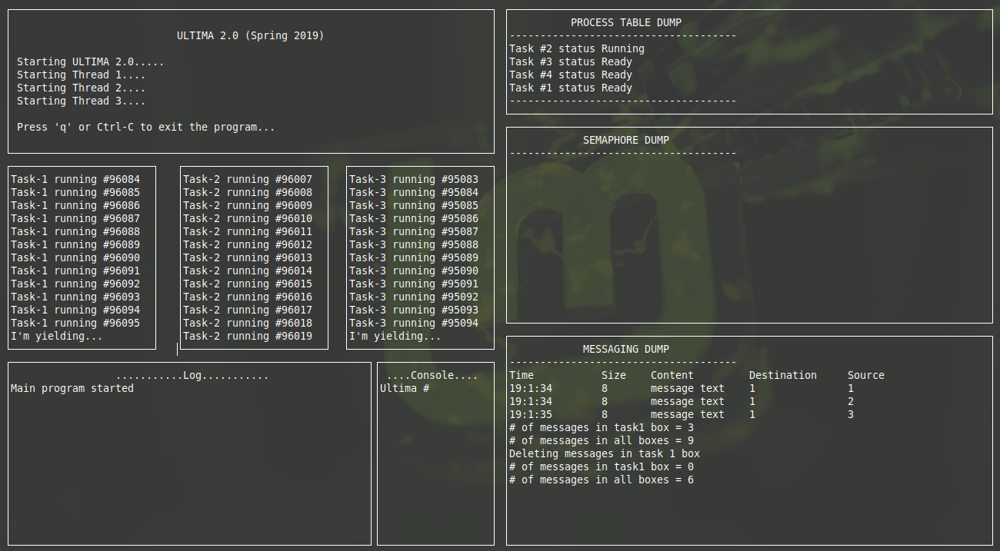 ULTIMA 2.0 (Spring 2019)
Starting ULTIMA 2.0.....
Starting Thread 1....
Starting Thread 2....
Starting Thread 3....
Press 'q' or Ctrl-C to exit the program...
Task-1 running #96084
Task-1 running #96085
Task-1 running #96086
Task-1 running #96087
Task-1 running #96088
Task-1 running #96089
Task-1 running #96090
Task-1 running #96091
Task-1 running #96092
Task-1 running #96093
Task-1 running #96094
Task-1 running #96095
I'm yielding...
Task-2 running #96007
Task-2 running #96008
Task-2 running #96009
Task-2 running #96010
Task-2 running #96011
Task-2 running #96012
Task-2 running #96013
Task-2 running #96014
Task-2 running #96015
Task-2 running #96016
Task-2 running #96017
Task-2 running #96018
Task-2 running #96019
Task-3 running #95083
Task-3 running #95084
Task-3 running #95085
Task-3 running #95086
Task-3 running #95087
Task-3 running #95088
Task-3 running #95089
Task-3 running #95090
Task-3 running #95091
Task-3 running #95092
Task-3 running #95093
Task-3 running #95094
I'm yielding...
...........Log...........
Main program started
....Console....
Ultima #
PROCESS TABLE DUMP
-------------------------------------
Task #2 status Running
Task #3 status Ready
Task #4 status Ready
Task #1 status Ready
-------------------------------------
SEMAPHORE DUMP
-------------------------------------
MESSAGING DUMP
-------------------------------------
Time Size Content Destination Source
19:1:34 8 message text 1 1
19:1:34 8 message text 1 2
19:1:35 8 message text 1 3
# of messages in task1 box = 3
# of messages in all boxes = 9
Deleting messages in task 1 box
# of messages in task1 box = 0
# of messages in all boxes = 6